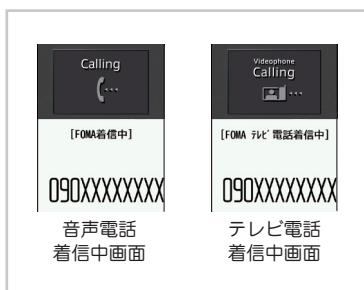 Calling
[FOMA着信中]
090XXXXXXXX
音声電話
着信中画面
Videophone
Calling
[FOMA ﾃﾚﾋﾞ電話着信中]
090XXXXXXXX
テレビ電話
着信中画面